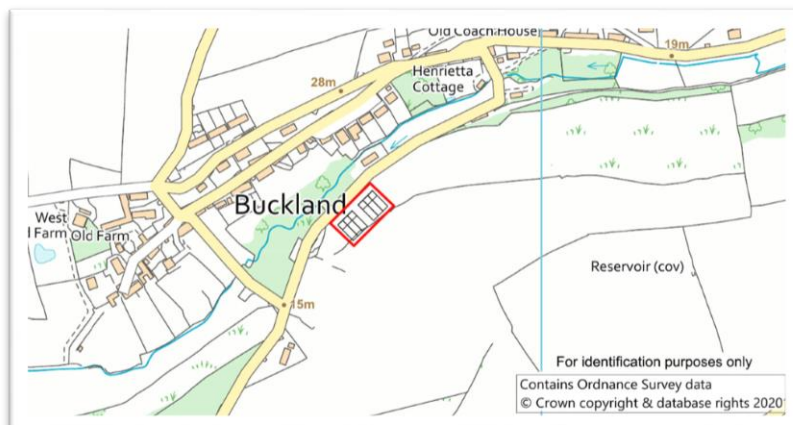 Old Coach House
19m
28m
Henrietta
Cottage
Buckland
West
Farm
Old Farm
15m
Reservoir (cov)
For identification purposes only
Contains Ordnance Survey data
© Crown copyright & database rights 2020